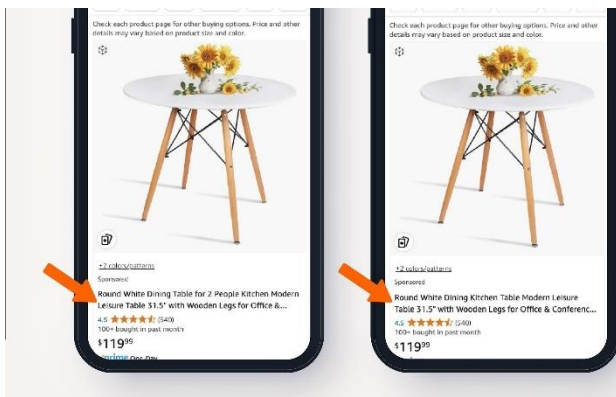 Check each product page for other buying options. Price and other
details may vary based on product size and color.
+2 colors/patterns
Sponsored
Round White Dining Table for 2 People Kitchen Modern
Leisure Table 31.5" with Wooden Legs for Office &...
4.5 (540)
100+ bought in past month
$119⁹⁹
prime One-Day
Check each product page for other buying options. Price and other
details may vary based on product size and color.
+2 colors/patterns
Sponsored
Round White Dining Kitchen Table Modern Leisure
Table 31.5" with Wooden Legs for Office & Conferenc...
4.5 (540)
100+ bought in past month
$119⁹⁹